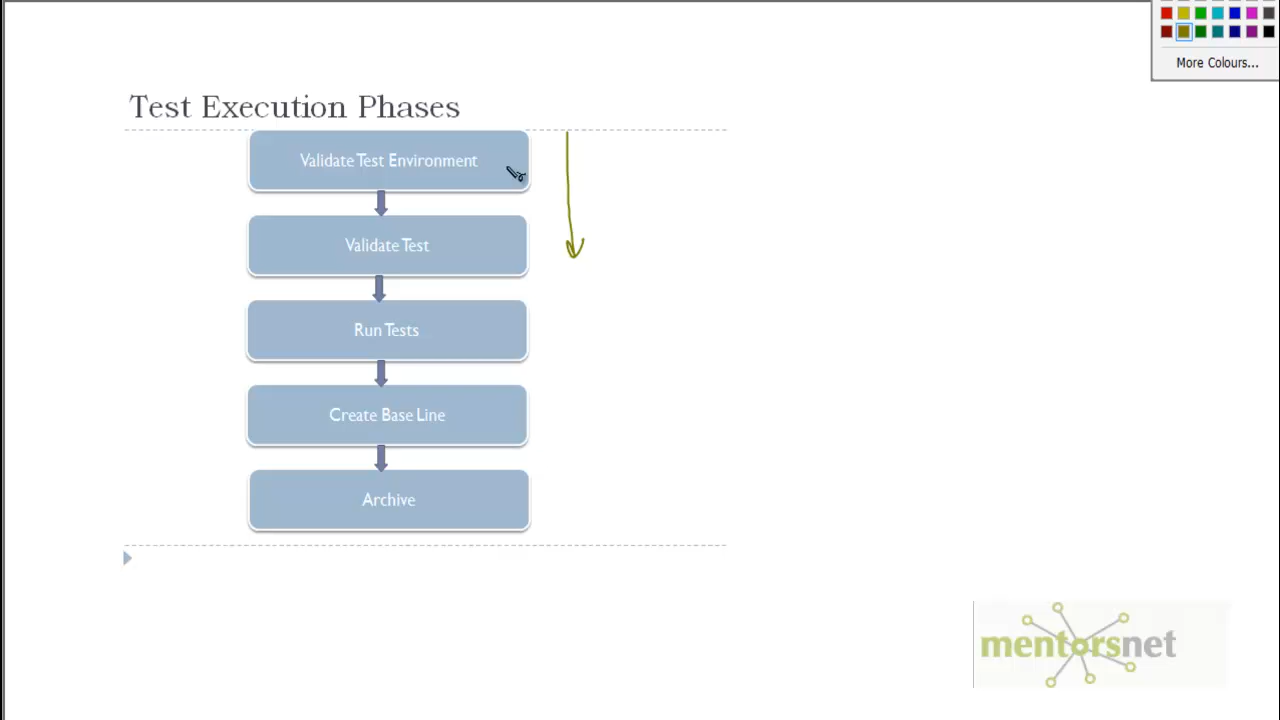 More Colours...
Test Execution Phases
Validate Test Environment
Validate Test
Run Tests
Create Base Line
Archive
mentorsnet